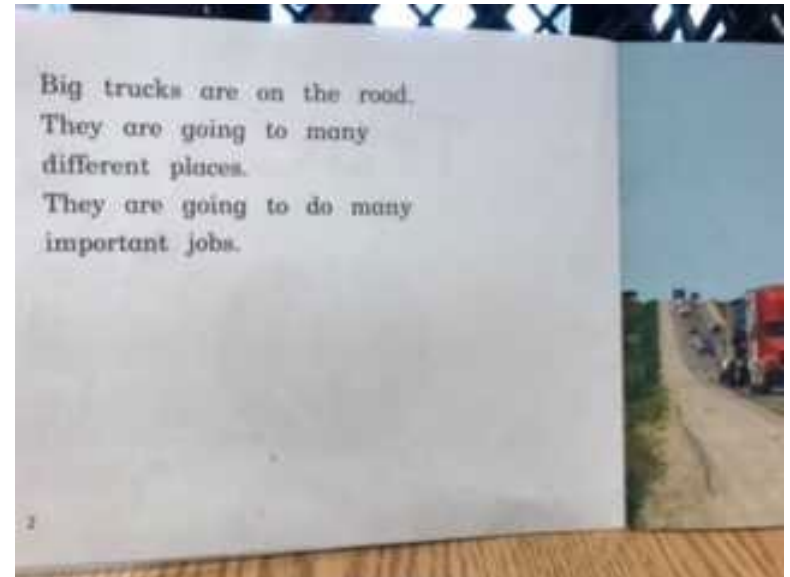 Big trucks are on the road.
They are going to many
different places.
They are going to do many
important jobs.
2